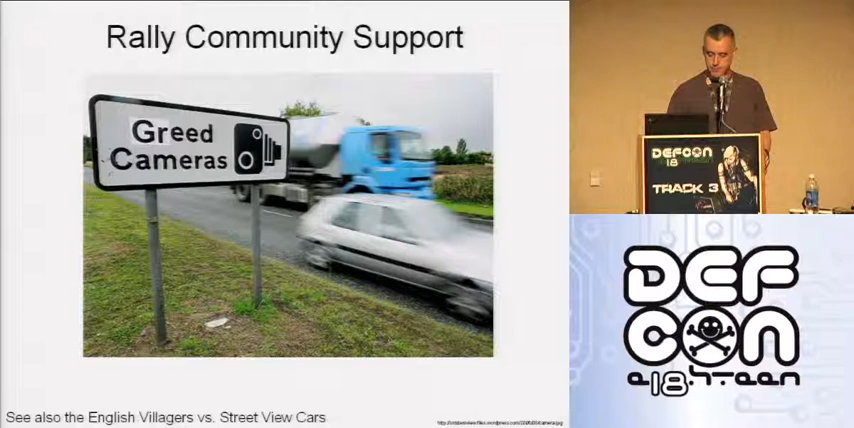 Rally Community Support
Greed
Cameras
See also the English Villagers vs. Street View Cars
DEFCON
18
TRACK 3
DEF
CON
e18hteen